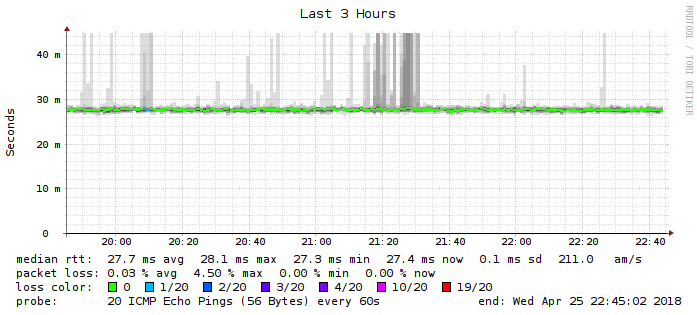 Last 3 Hours
RRDTOOL / TOBI OETIKER
Seconds
40 m
30 m
20 m
10 m
0
20:00 20:20 20:40 21:00 21:20 21:40 22:00 22:20 22:40
median rtt: 27.7 ms avg 28.1 ms max 27.3 ms min 27.4 ms now 0.1 ms sd 211.0 am/s
packet loss: 0.03 % avg 4.50 % max 0.00 % min 0.00 % now
loss color: 0 1/20 2/20 3/20 4/20 10/20 19/20
probe: 20 ICMP Echo Pings (56 Bytes) every 60s end: Wed Apr 25 22:45:02 2018